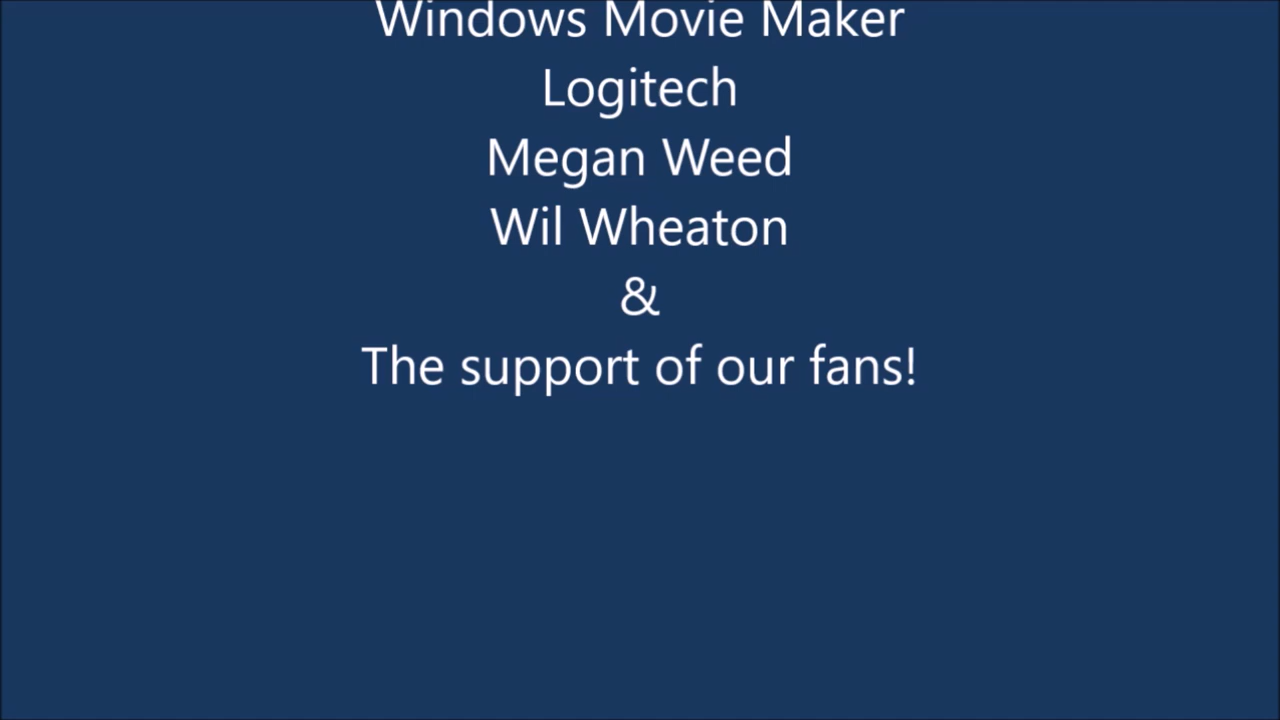 Windows Movie Maker
Logitech
Megan Weed
Wil Wheaton
&
The support of our fans!